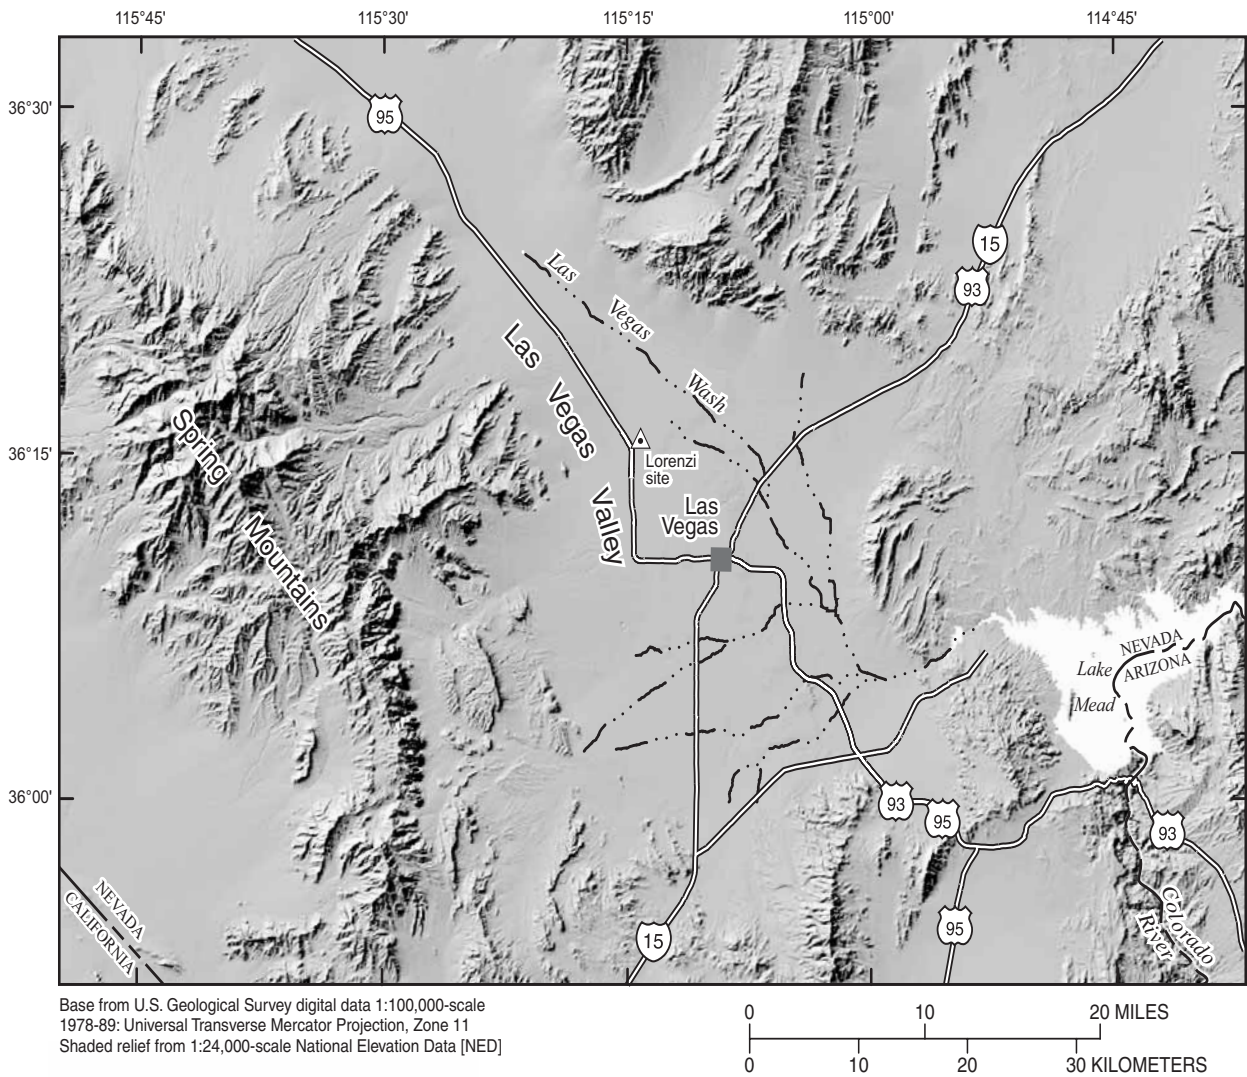 115°45' 115°30' 115°15' 115°00' 114°45'
36°30'
95
15
93
Las
Vegas
Wash
Las
Vegas
Valley
36°15'
Spring
Mountains
Lorenzi
site
Las
Vegas
NEVADA
ARIZONA
Lake
Mead
36°00'
93
95
93
NEVADA
CALIFORNIA
15
95
Colorado
River
Base from U.S. Geological Survey digital data 1:100,000-scale
1978-89: Universal Transverse Mercator Projection, Zone 11
Shaded relief from 1:24,000-scale National Elevation Data [NED]
0 10 20 MILES
0 10 20 30 KILOMETERS